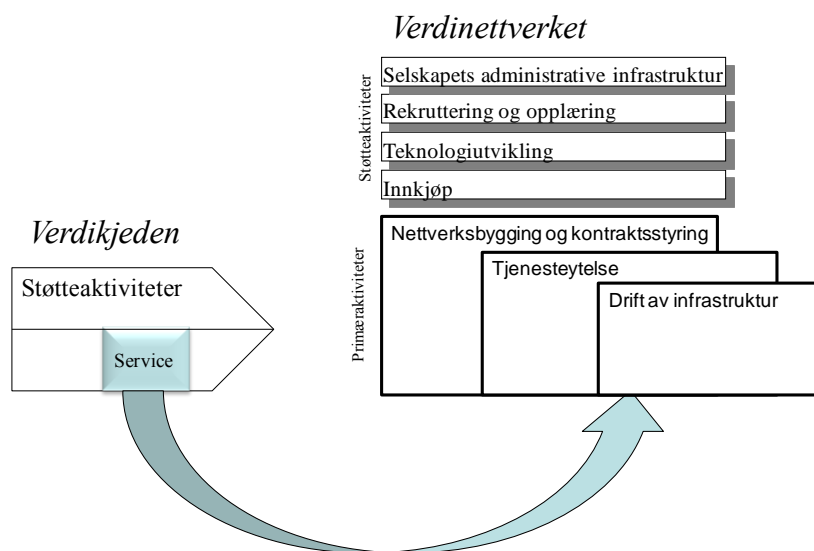 Verdinettverket
Støtteaktiviteter
Selskapets administrative infrastruktur
Rekruttering og opplæring
Teknologiutvikling
Innkjøp
Verdikjeden
Støtteaktiviteter
Service
Primæraktiviteter
Nettverksbygging og kontraktsstyring
Tjenesteytelse
Drift av infrastruktur